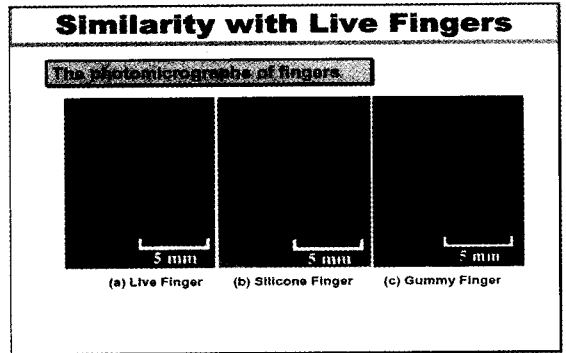 Similarity with Live Fingers
The photomicrographs of fingers
5 mm
5 mm
5 mm
(a) Live Finger
(b) Silicone Finger
(c) Gummy Finger